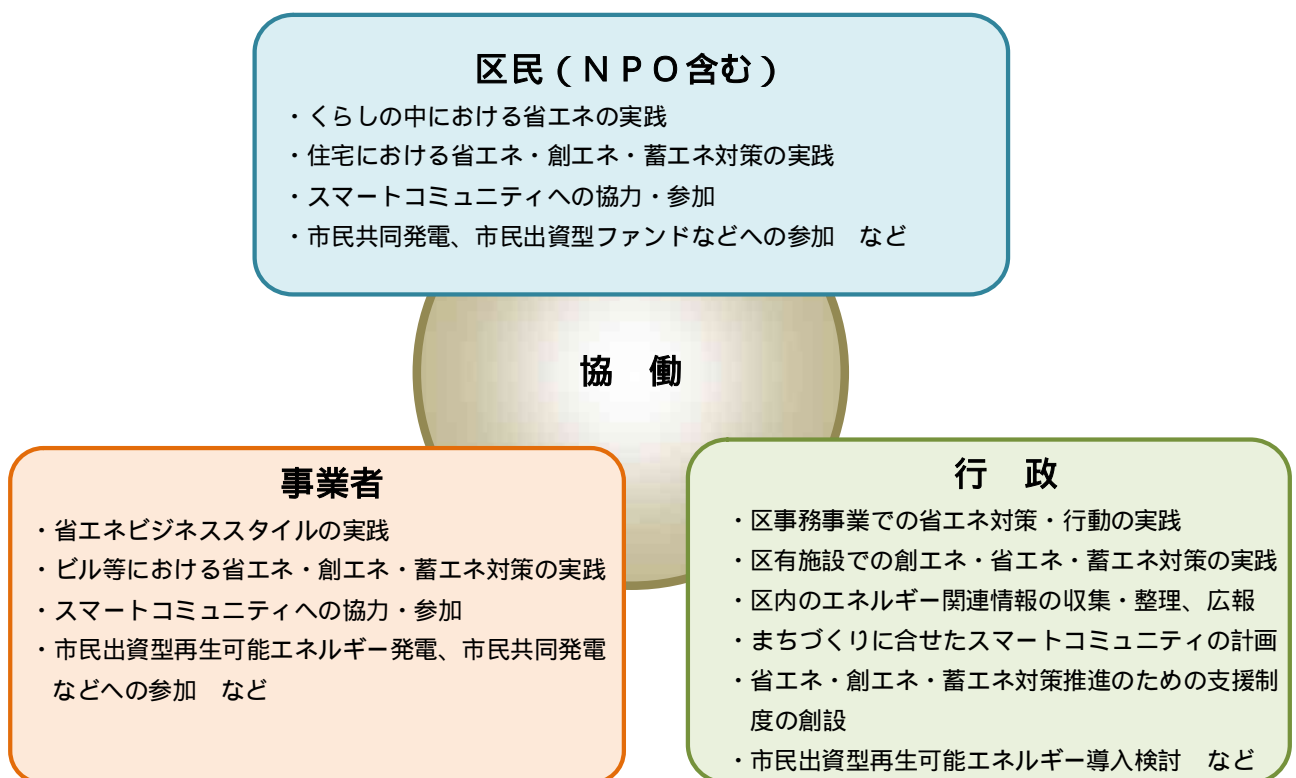 区民(NPO含む)
・くらしの中における省エネの実践
・住宅における省エネ・創エネ・蓄エネ対策の実践
・スマートコミュニティへの協力・参加
・市民共同発電、市民出資型ファンドなどへの参加　など
協　働
事業者
・省エネビジネススタイルの実践
・ビル等における省エネ・創エネ・蓄エネ対策の実践
・スマートコミュニティへの協力・参加
・市民出資型再生可能エネルギー発電、市民共同発電
などへの参加　など
行　政
・区事務事業での省エネ対策・行動の実践
・区有施設での創エネ・省エネ・蓄エネ対策の実践
・区内のエネルギー関連情報の収集・整理、広報
・まちづくりに合せたスマートコミュニティの計画
・省エネ・創エネ・蓄エネ対策推進のための支援制
度の創設
・市民出資型再生可能エネルギー導入検討　など